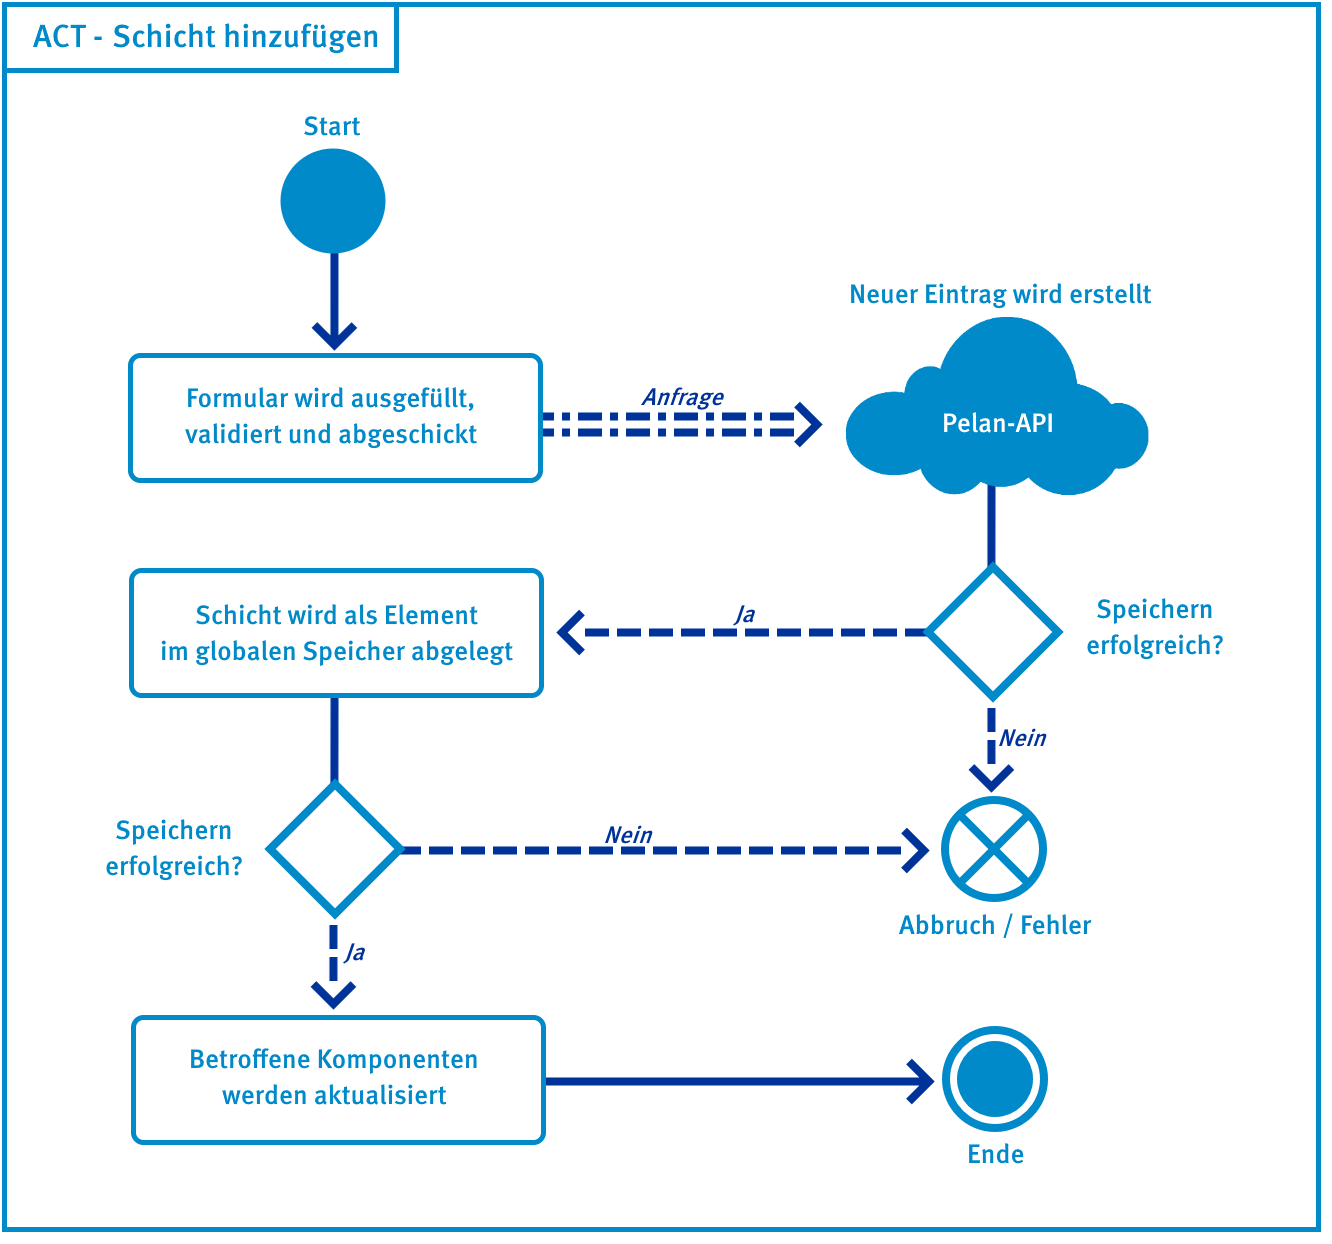 ACT - Schicht hinzufügen
Start
Neuer Eintrag wird erstellt
Formular wird ausgefüllt,
validiert und abgeschickt
Anfrage
Pelan-API
Schicht wird als Element
im globalen Speicher abgelegt
Ja
Speichern
erfolgreich?
Nein
Speichern
erfolgreich?
Nein
Abbruch / Fehler
Ja
Betroffene Komponenten
werden aktualisiert
Ende